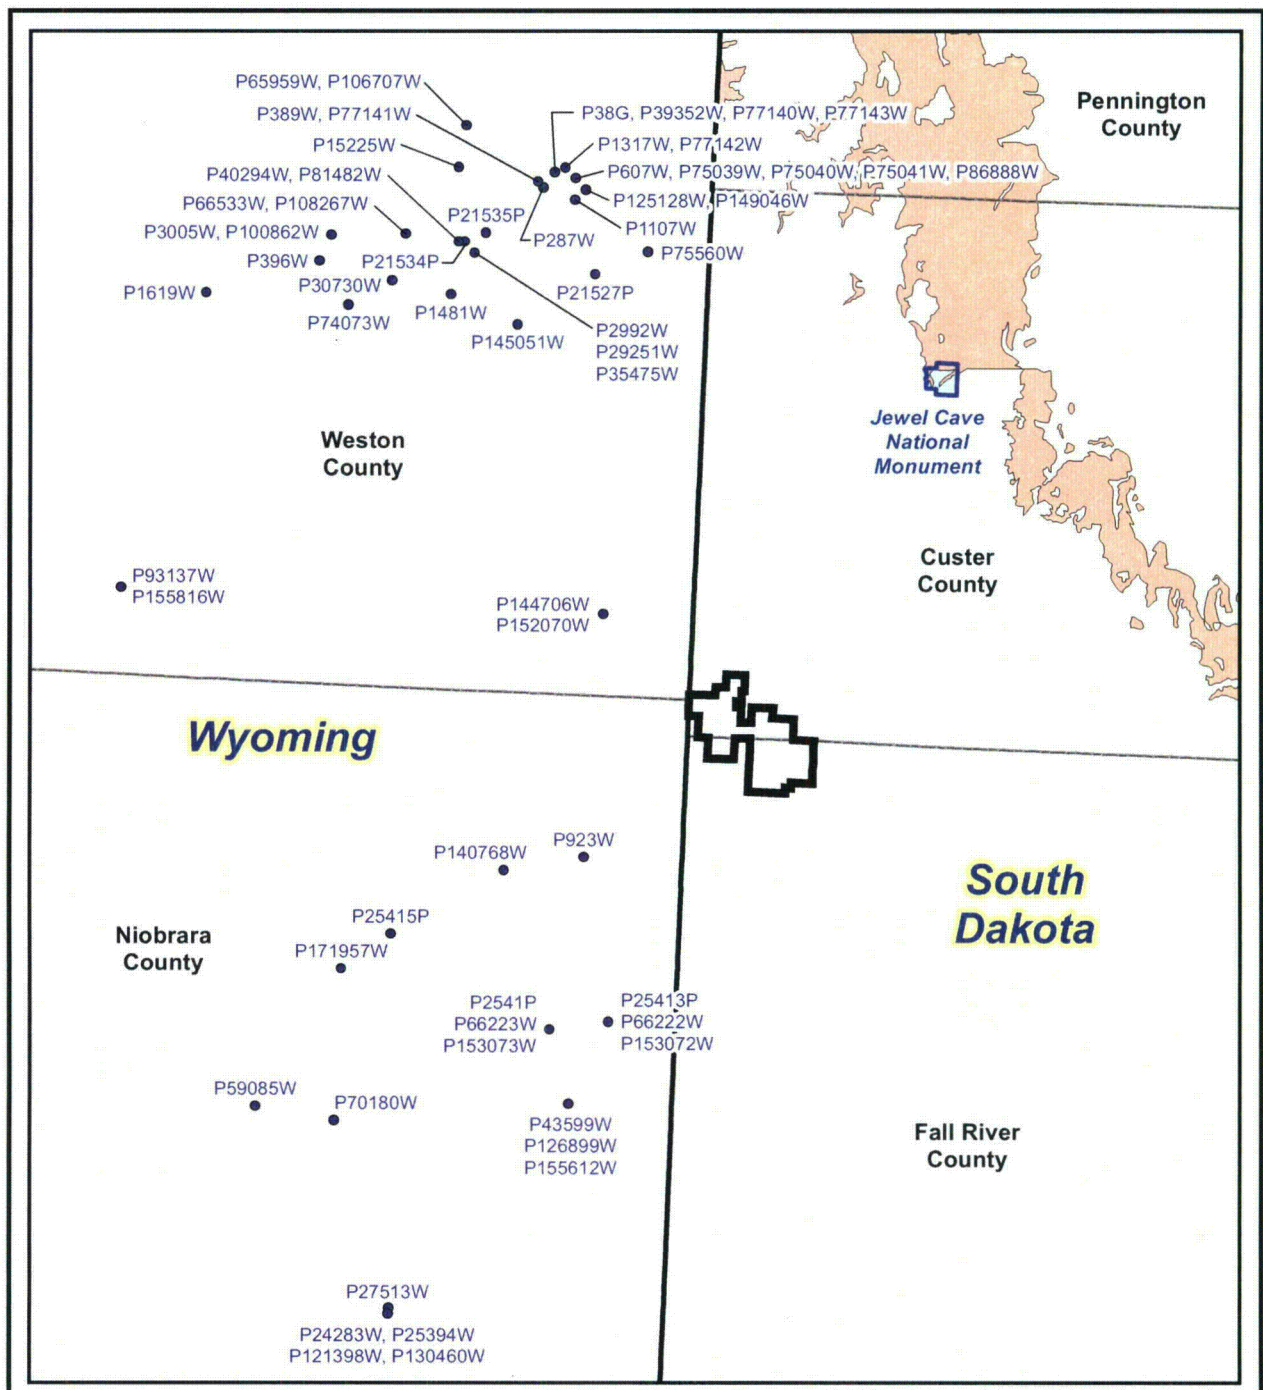 P65959W, P106707W
P389W, P77141W
P38G, P39352W, P77140W, P77143W
Pennington
County
P15225W
P1317W, P77142W
P40294W, P81482W
P607W, P75039W, P75040W, P75041W, P86888W
P66533W, P108267W
P125128W, P149046W
P21535P
P3005W, P100862W
P1107W
P287W
P75560W
P396W
P21534P
P30730W
P21527P
P1619W
P1481W
P74073W
P145051W
P2992W
P29251W
P35475W
Jewel Cave
National
Monument
Weston
County
Custer
County
P93137W
P155816W
P144706W
P152070W
Wyoming
P923W
P140768W
South
Dakota
P25415P
Niobrara
County
P171957W
P2541P
P66223W
P153073W
P25413P
P66222W
P153072W
P59085W
P70180W
P43599W
P126899W
P155612W
Fall River
County
P27513W
P24283W, P25394W
P121398W, P130460W